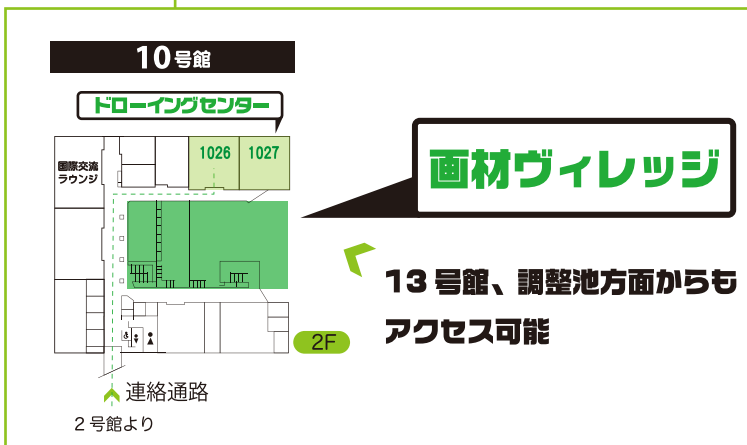 10号館
ドローイングセンター
国際交流
ラウンジ
1026
1027
画材ヴィレッジ
13号館、調整池方面からも
アクセス可能
2F
連絡通路
2号館より